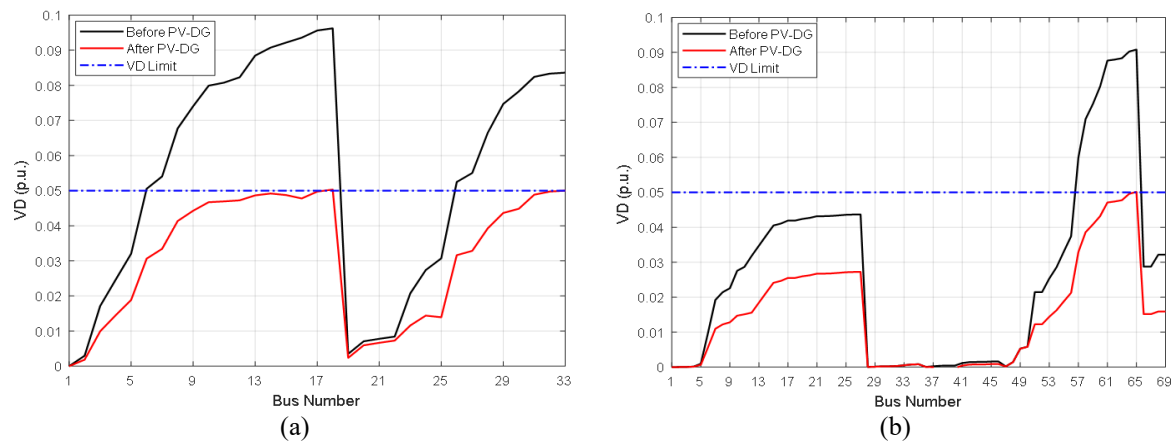 0.1
0.09
0.08
0.07
0.06
0.05
0.04
0.03
0.02
0.01
0
VD (p.u.)
Before PV-DG
After PV-DG
VD Limit
1 5 9 13 17 21 25 29 33
Bus Number
(a)
0.1
0.09
0.08
0.07
0.06
0.05
0.04
0.03
0.02
0.01
0
VD (p.u.)
Before PV-DG
After PV-DG
VD Limit
1 5 9 13 17 21 25 29 33 37 41 45 49 53 57 61 65 69
Bus Number
(b)